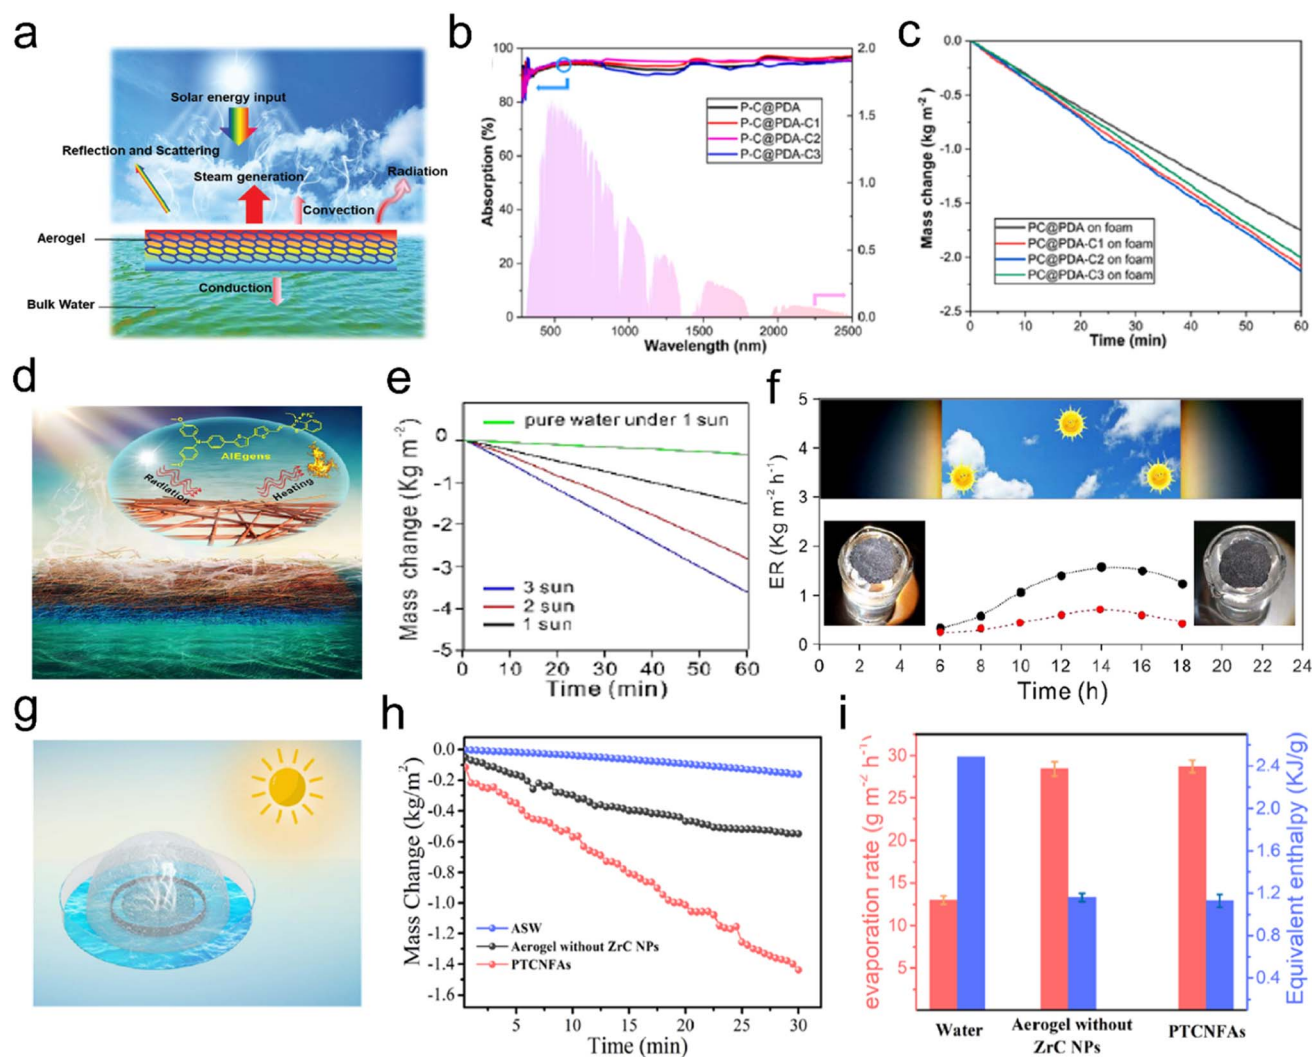 a
Solar energy input
Reflection and Scattering
Steam generation
Radiation
Convection
Aerogel
Conduction
Bulk Water
b
100
80
60
40
20
0
Absorption (%)
2.0
1.5
1.0
0.5
0.0
P-C@PDA
P-C@PDA-C1
P-C@PDA-C2
P-C@PDA-C3
500 1000 1500 2000 2500
Wavelength (nm)
c
0.0
-0.5
-1.0
-1.5
-2.0
-2.5
Mass change (kg m⁻²)
PC@PDA on foam
PC@PDA-C1 on foam
PC@PDA-C2 on foam
PC@PDA-C3 on foam
0 10 20 30 40 50 60
Time (min)
d
AIEgens
Radiation
Heating
e
Mass change (Kg m⁻²)
0
-1
-2
-3
-4
-5
pure water under 1 sun
3 sun
2 sun
1 sun
0 10 20 30 40 50 60
Time (min)
f
ER (Kg m⁻² h⁻¹)
5
4
3
2
1
0
0 2 4 6 8 10 12 14 16 18 20 22 24
Time (h)
g
h
Mass Change (kg/m²)
0.0
-0.2
-0.4
-0.6
-0.8
-1.0
-1.2
-1.4
-1.6
ASW
Aerogel without ZrC NPs
PTCNFAs
5 10 15 20 25 30
Time (min)
i
evaporation rate (g m⁻² h⁻¹)
30
25
20
15
10
5
Equivalent enthalpy (KJ/g)
2.4
2.0
1.6
1.2
0.8
0.4
Water
Aerogel without
ZrC NPs
PTCNFAs